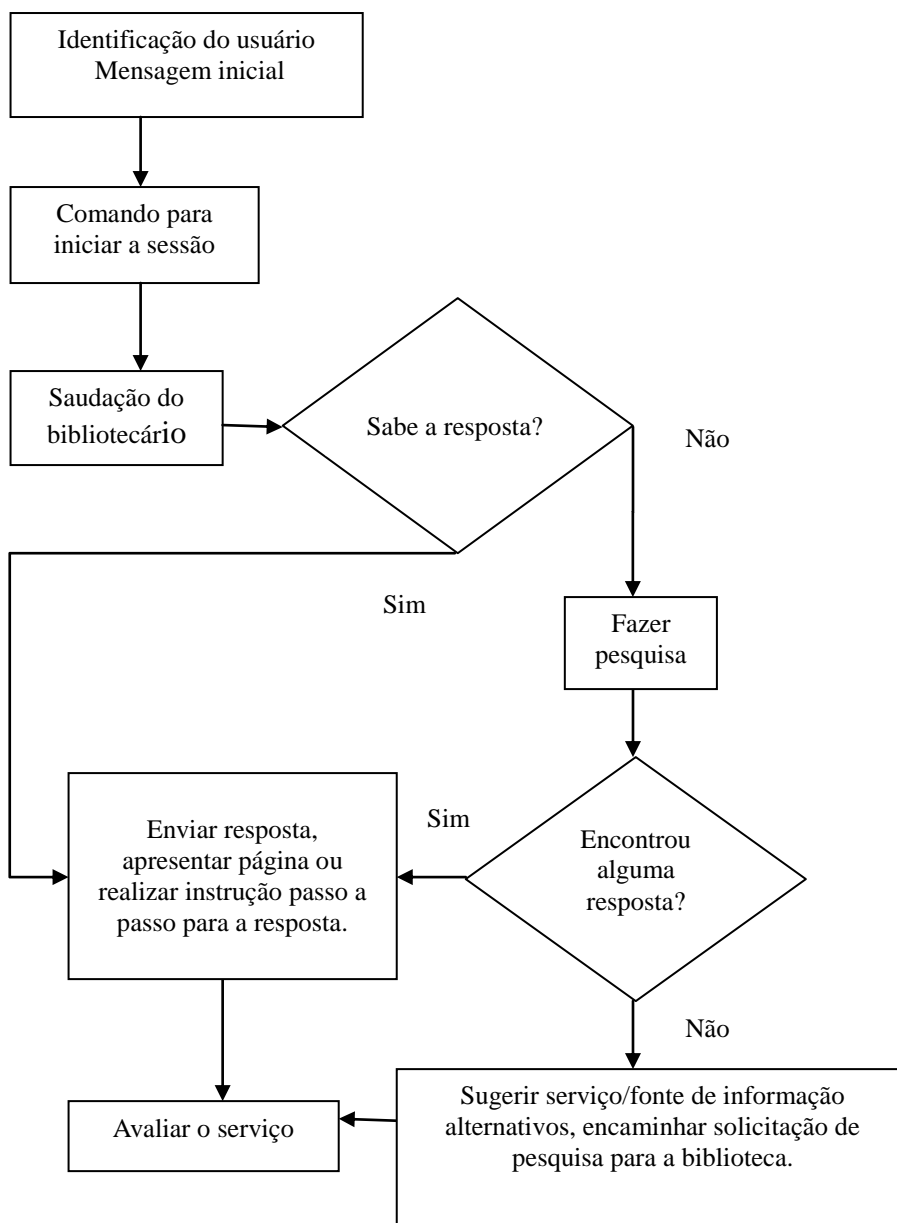 Identificação do usuário
Mensagem inicial
Comando para
iniciar a sessão
Saudação do
bibliotecário
Sabe a resposta?
Não
Sim
Fazer
pesquisa
Enviar resposta,
apresentar página ou
realizar instrução passo a
passo para a resposta.
Sim
Encontrou
alguma
resposta?
Não
Avaliar o serviço
Sugerir serviço/fonte de informação
alternativos, encaminhar solicitação de
pesquisa para a biblioteca.